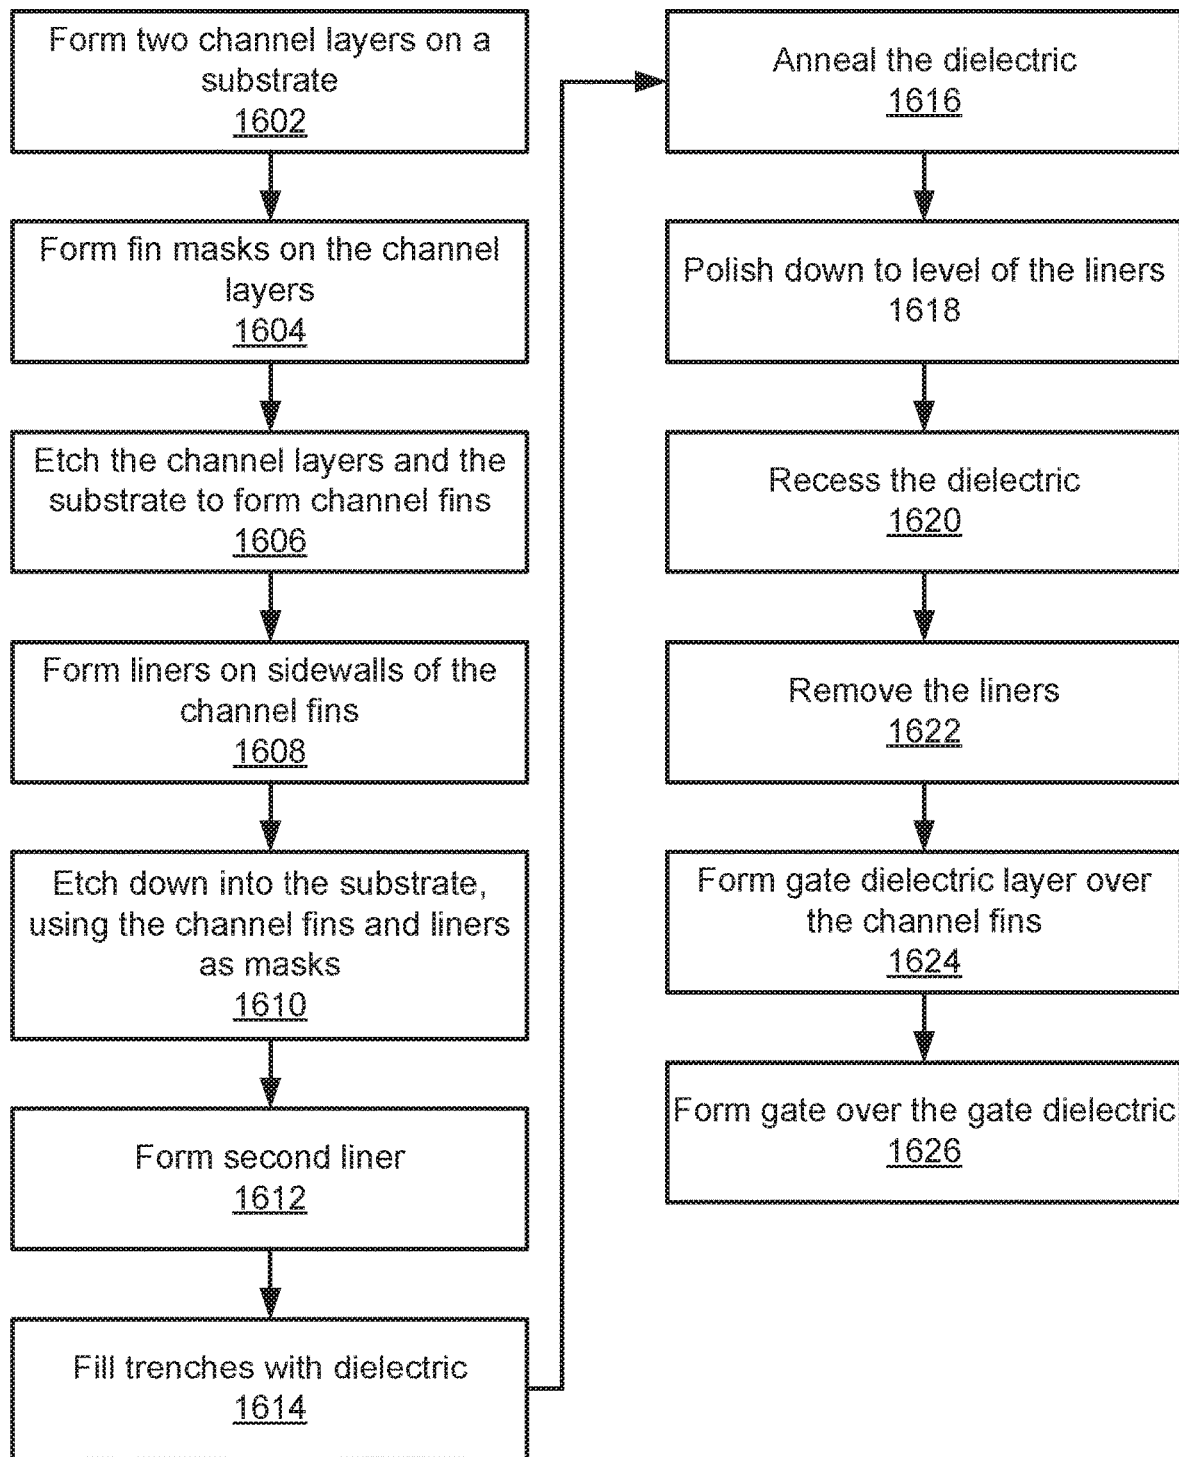 Form two channel layers on a
substrate
1602
Form fin masks on the channel
layers
1604
Etch the channel layers and the
substrate to form channel fins
1606
Form liners on sidewalls of the
channel fins
1608
Etch down into the substrate,
using the channel fins and liners
as masks
1610
Form second liner
1612
Fill trenches with dielectric
1614
Anneal the dielectric
1616
Polish down to level of the liners
1618
Recess the dielectric
1620
Remove the liners
1622
Form gate dielectric layer over
the channel fins
1624
Form gate over the gate dielectric
1626